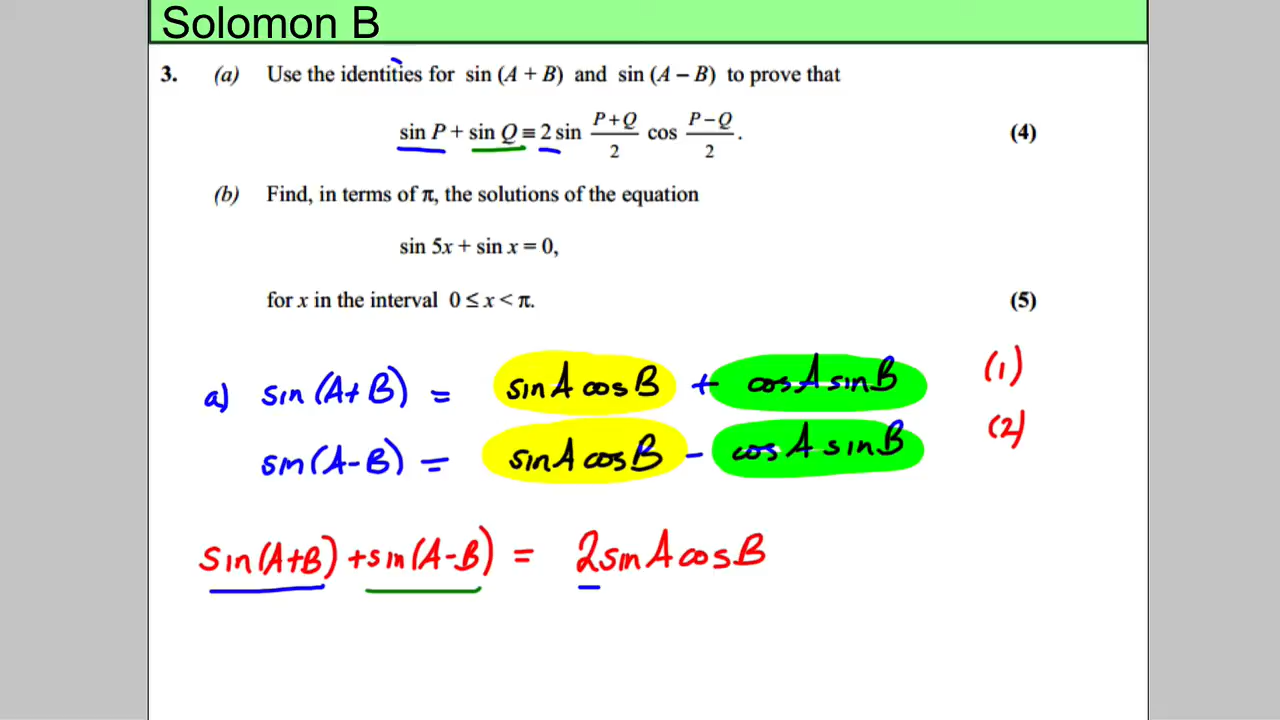 Solomon B
3. (a) Use the identities for sin (A + B) and sin (A – B) to prove that
sin P + sin Q ≡ 2 sin (P+Q)/2 cos (P–Q)/2 . (4)
(b) Find, in terms of π, the solutions of the equation
sin 5x + sin x = 0,
for x in the interval 0 ≤ x < π. (5)
a) sin (A+B) = sinA cosB + cosA sinB (1)
sin(A-B) = sinA cosB - cosA sinB (2)
sin(A+B) + sin(A-B) = 2sinAcosB